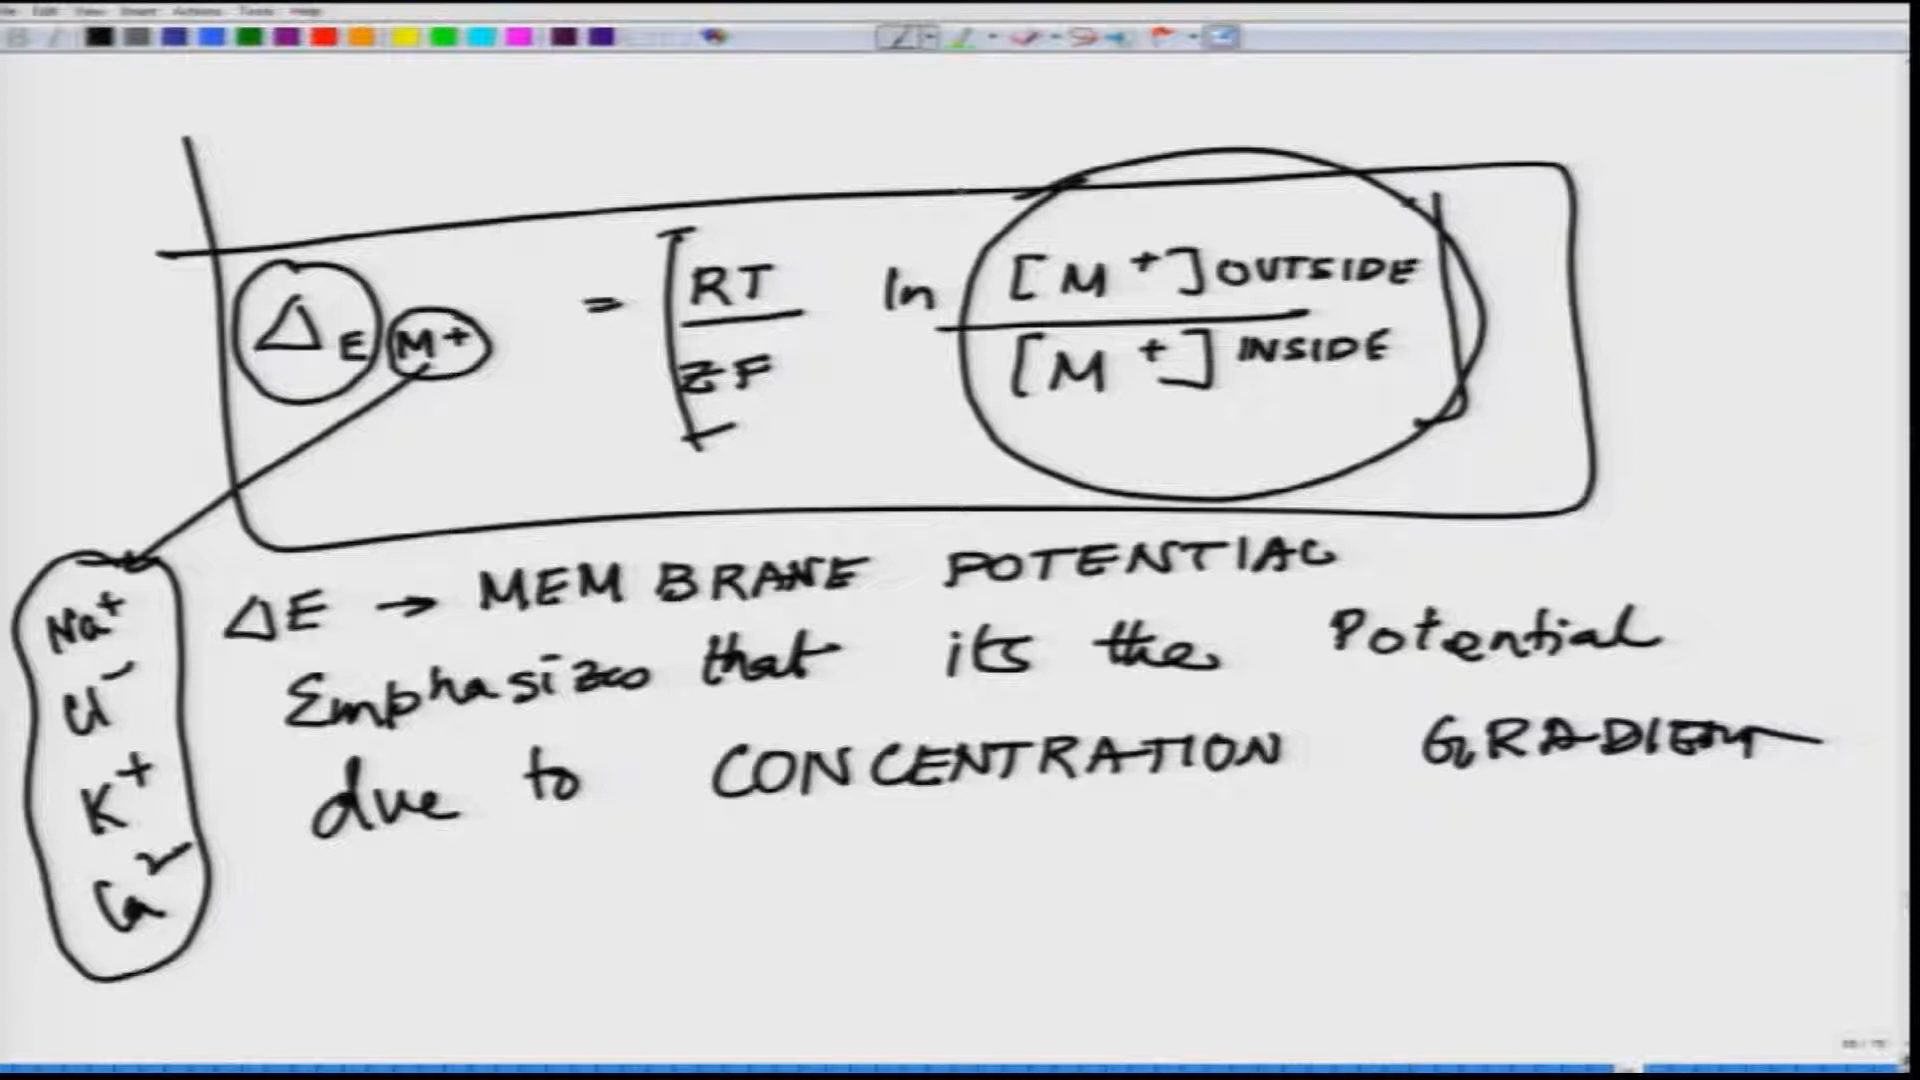 Δ E M+ = [ RT / ZF ln [M+] OUTSIDE / [M+] INSIDE ]
ΔE → MEMBRANE POTENTIAL
Emphasizes that its the Potential
due to CONCENTRATION GRADIENT
Na+
Cl-
K+
Ca2